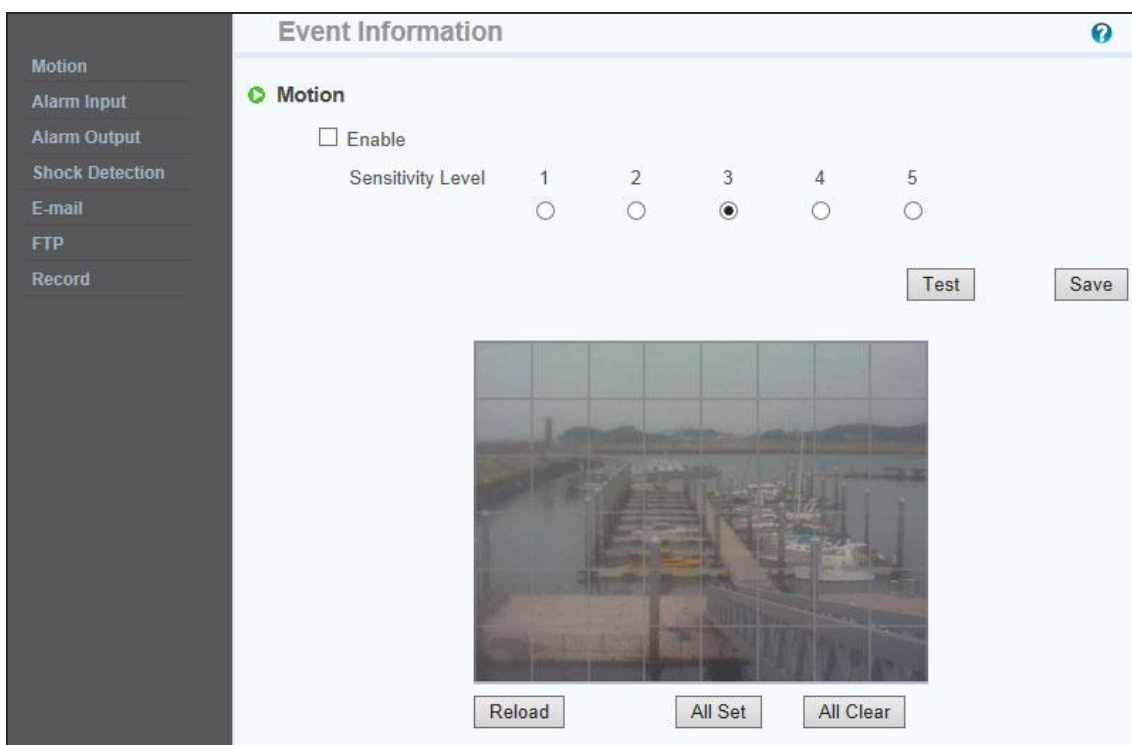 Event Information
?
Motion
Alarm Input
Alarm Output
Shock Detection
E-mail
FTP
Record
Motion
Enable
Sensitivity Level 1 2 3 4 5
Test Save
Reload All Set All Clear